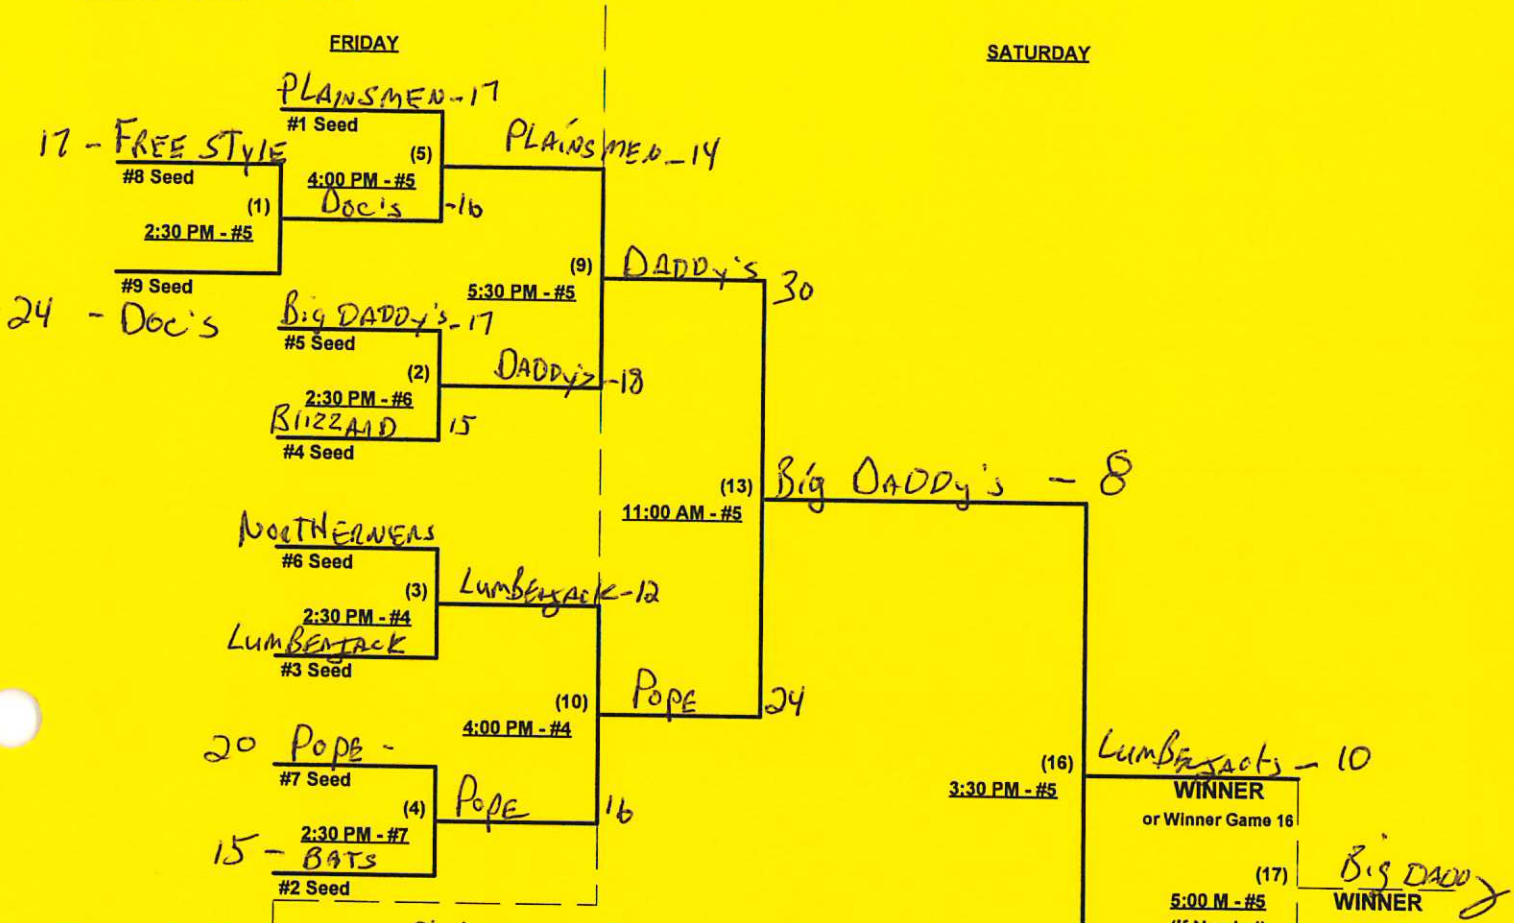 FRIDAY
SATURDAY
PLAINSMEN-17
#1 Seed
17 - FREE STYLE
#8 Seed
(5)
4:00 PM - #5
PLAINSMEN-14
(1)
2:30 PM - #5
Doc's -16
#9 Seed
24 - Doc's
(9)
5:30 PM - #5
DADDy's 30
Big DADDy's-17
#5 Seed
(2)
2:30 PM - #6
DADDy's -18
BlizzARD 15
#4 Seed
(13)
11:00 AM - #5
Big DADDy's - 8
NORTHERNERS
#6 Seed
(3)
2:30 PM - #4
LumBERJACK-12
LUMBERJACK
#3 Seed
(10)
4:00 PM - #4
POPE 24
20 POPE -
#7 Seed
(4)
2:30 PM - #7
POPE 16
15 - BATS
#2 Seed
(16)
3:30 PM - #5
LumBERJACKs - 10
WINNER
or Winner Game 16
(17)
5:00 M - #5
Big DADDy
WINNER